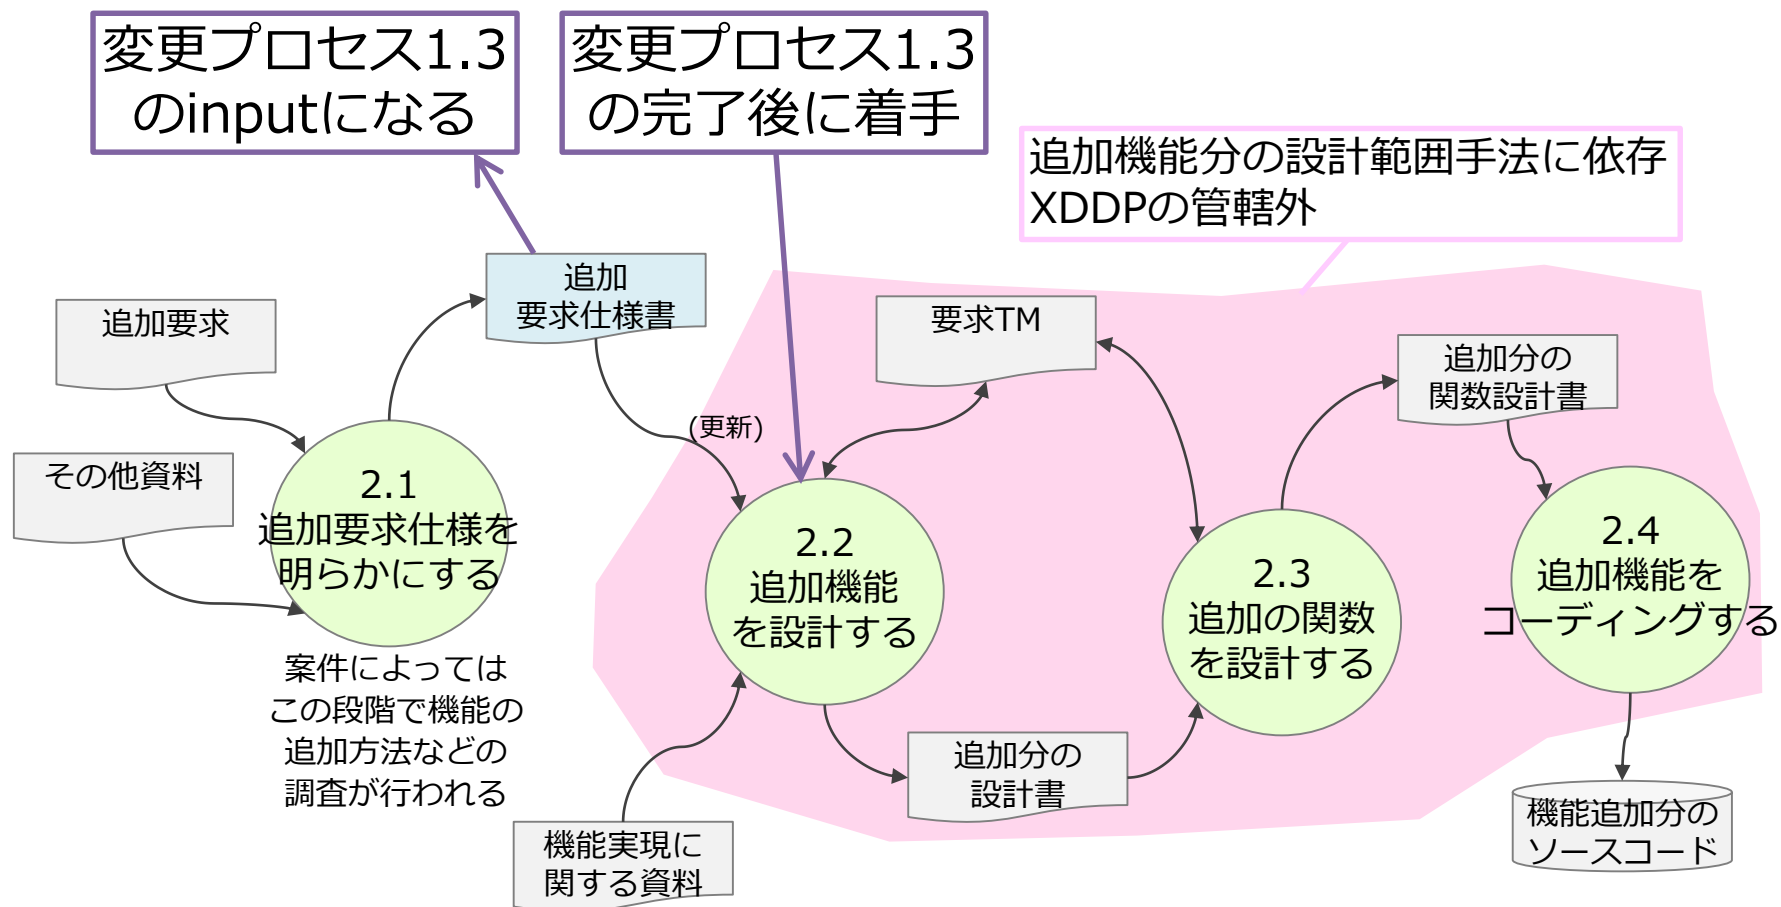 変更プロセス1.3
のinputになる
変更プロセス1.3
の完了後に着手
追加機能分の設計範囲手法に依存
XDDPの管轄外
追加要求
追加
要求仕様書
要求TM
追加分の
関数設計書
(更新)
その他資料
2.1
追加要求仕様を
明らかにする
2.2
追加機能
を設計する
2.3
追加の関数
を設計する
2.4
追加機能を
コーディングする
案件によっては
この段階で機能の
追加方法などの
調査が行われる
追加分の
設計書
機能実現に
関する資料
機能追加分の
ソースコード